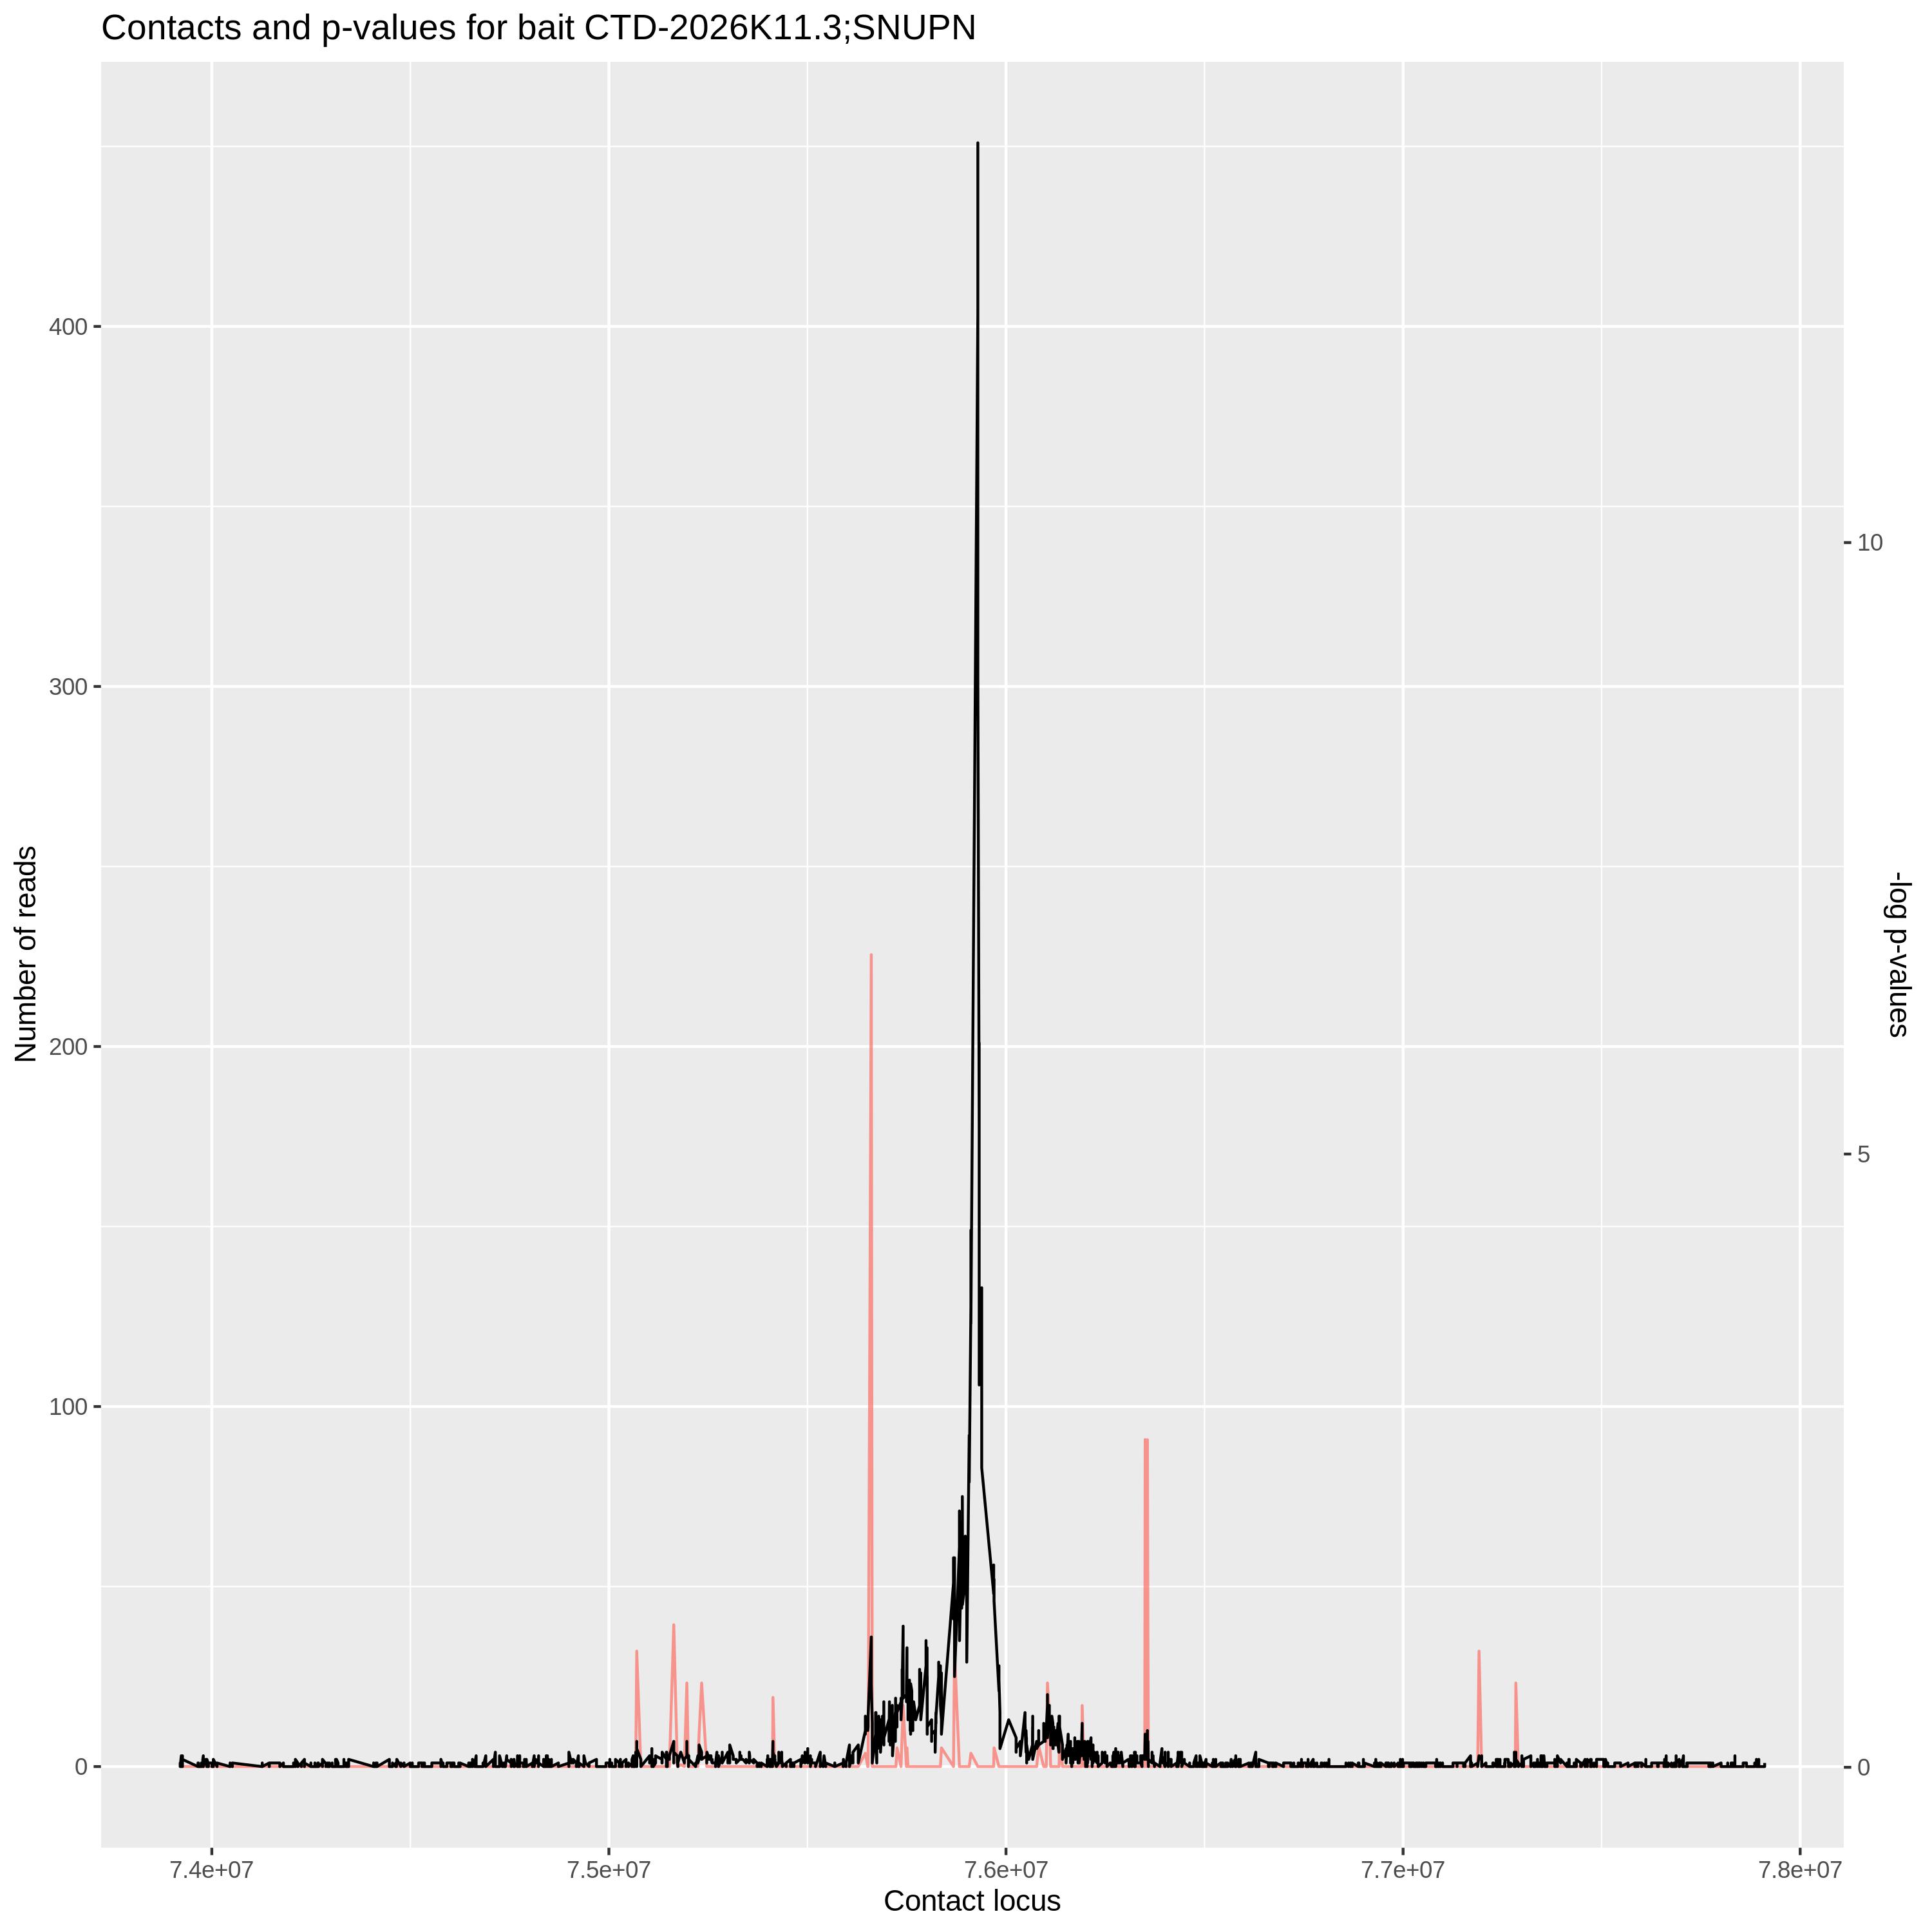 Contacts and p-values for bait CTD-2026K11.3;SNUPN
Number of reads
400
300
200
100
0
10
5
0
-log p-values
7.4e+07
7.5e+07
7.6e+07
7.7e+07
7.8e+07
Contact locus